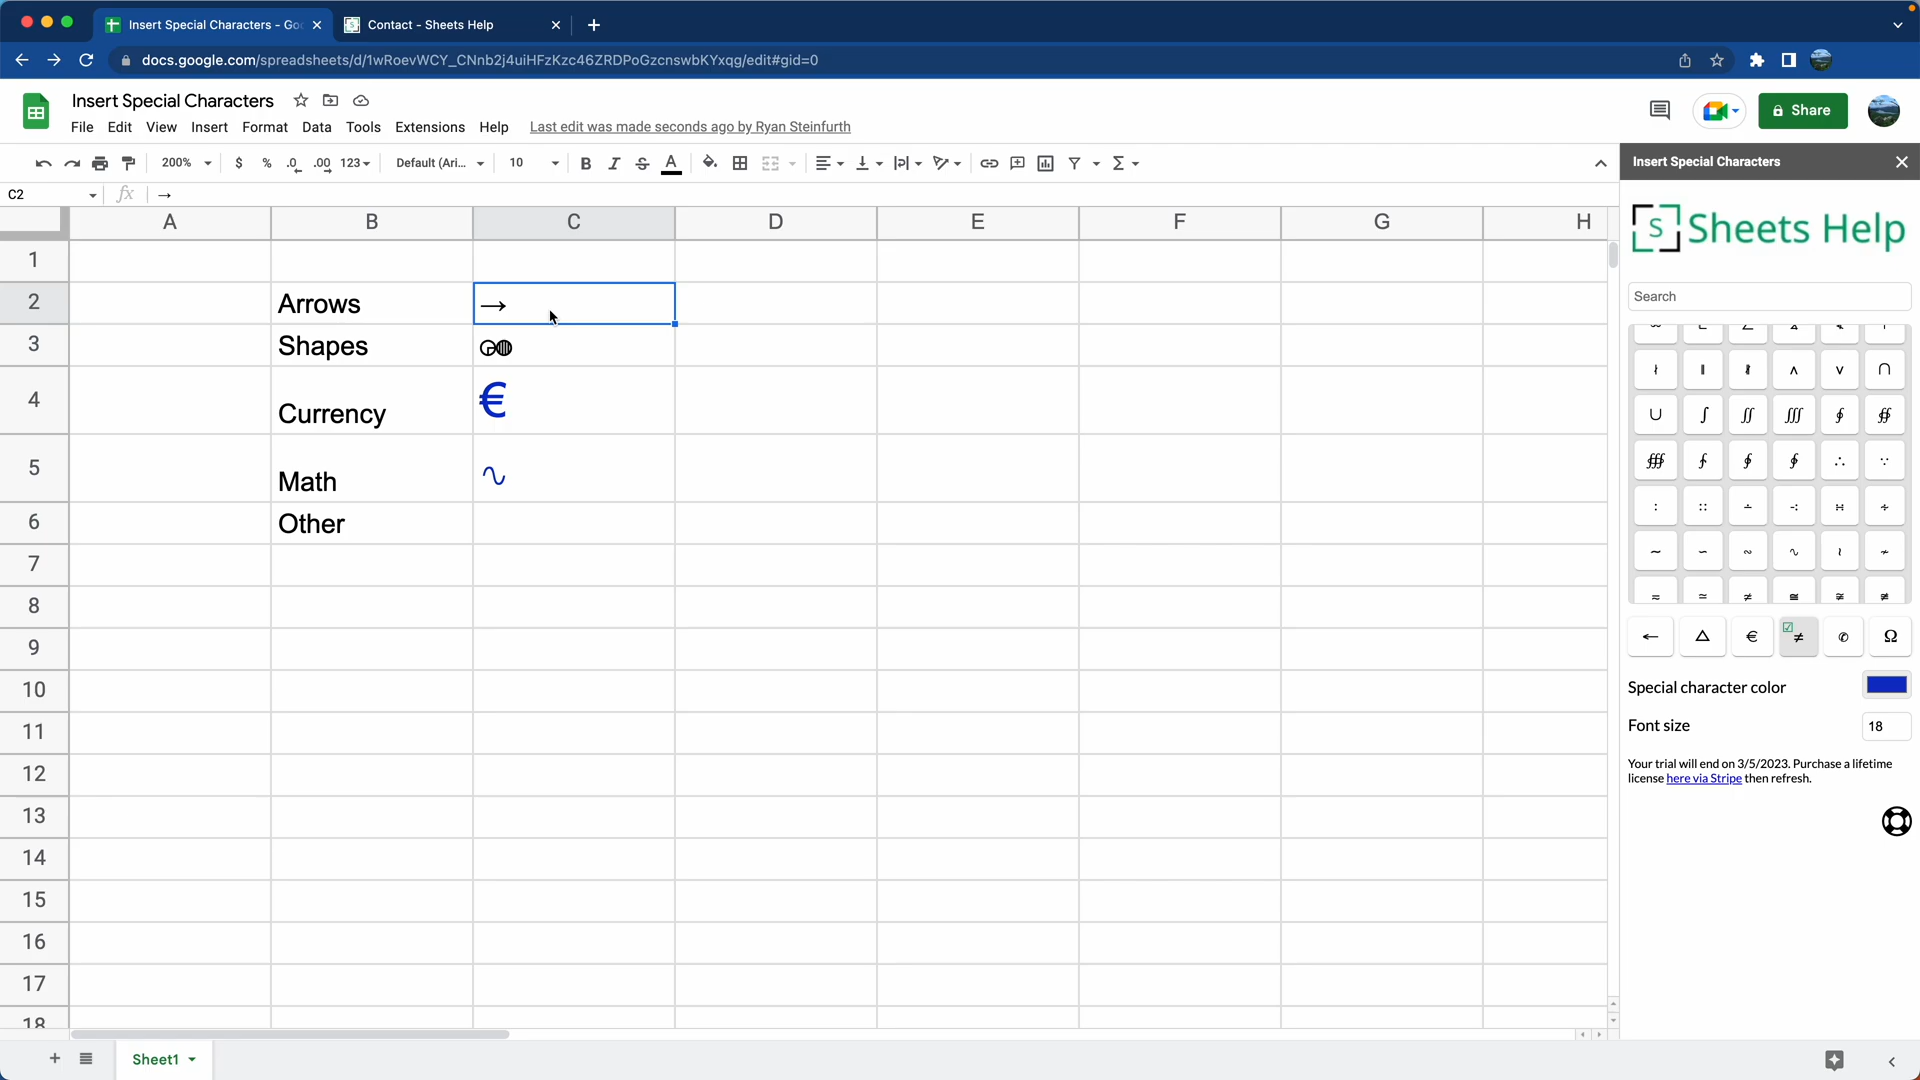 Insert Special Characters - Goo
Contact - Sheets Help
docs.google.com/spreadsheets/d/1wRoevWCY_CNnb2j4uiHFzKzc46ZRDPoGzcnswbKYxqg/edit#gid=0
Insert Special Characters
File Edit View Insert Format Data Tools Extensions Help Last edit was made seconds ago by Ryan Steinfurth
Share
200% $ % .0 .00 123 Default (Ari... 10 B I S A Σ
C2 fx →
A B C D E F G H
1
2 Arrows →
3 Shapes
4 Currency €
5 Math ∿
6 Other
7
8
9
10
11
12
13
14
15
16
17
18
Sheet1
Insert Special Characters
S Sheets Help
Search
∤ ∥ ∦ ∧ ∨ ∩
∪ ∫ ∬ ∭ ∮ ∯
∰ ∱ ∲ ∳ ∴ ∵
∶ ∷ ∸ ∹ ∺ ∻
∼ ∽ ∾ ∿ ≀ ≁
← △ € ≠ ✆ Ω
Special character color
Font size 18
Your trial will end on 3/5/2023. Purchase a lifetime
license here via Stripe then refresh.